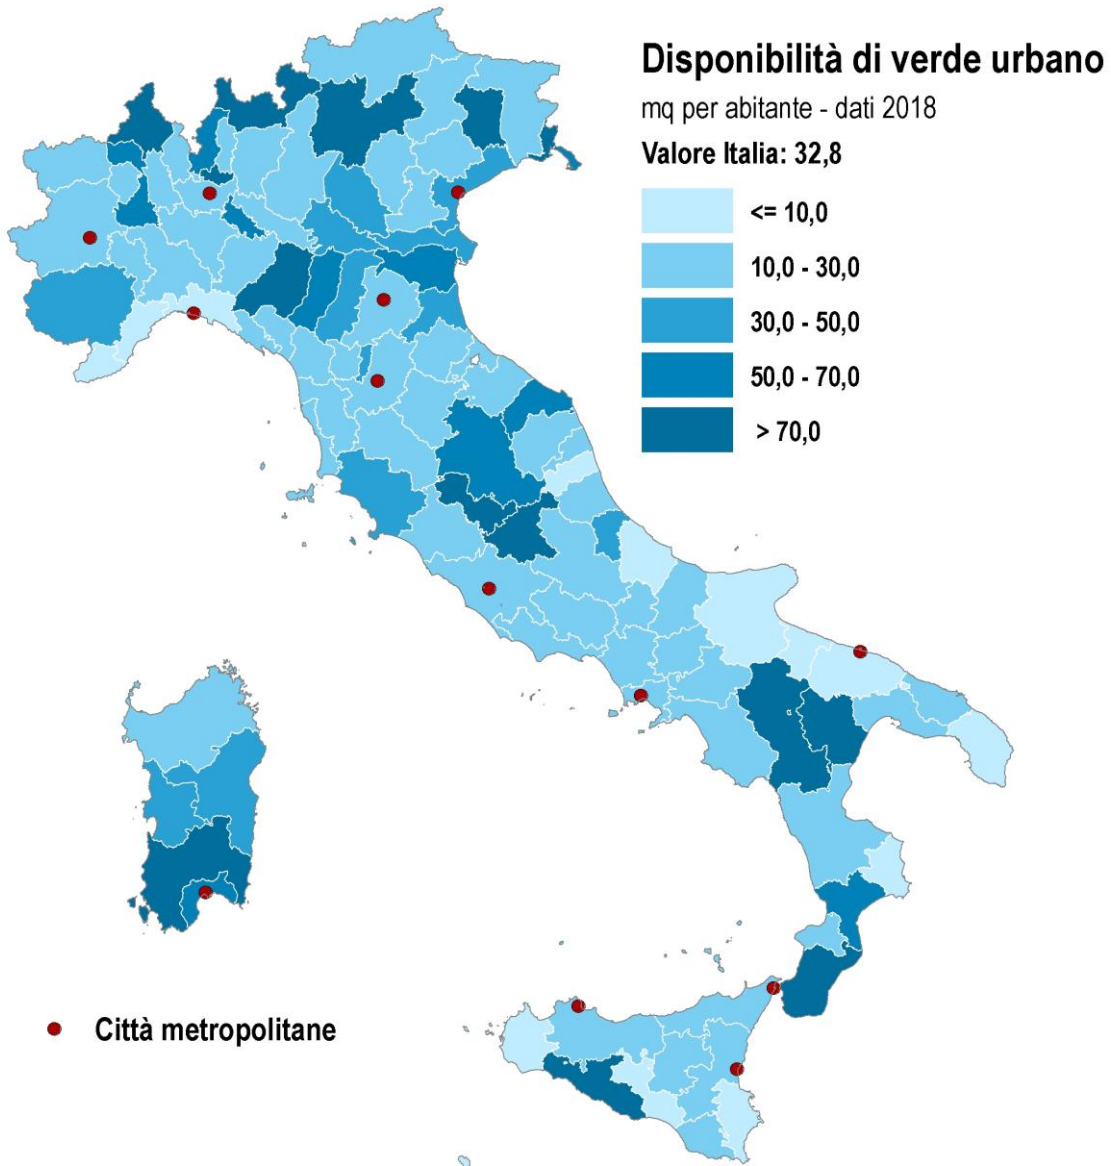 Disponibilità di verde urbano
mq per abitante - dati 2018
Valore Italia: 32,8
<= 10,0
10,0 - 30,0
30,0 - 50,0
50,0 - 70,0
> 70,0
Città metropolitane